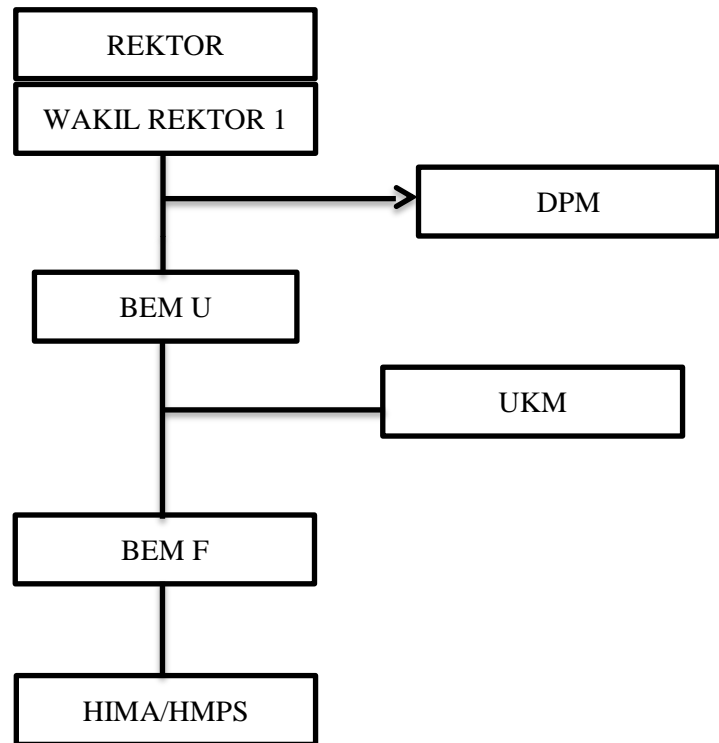 REKTOR
WAKIL REKTOR 1
DPM
BEM U
UKM
BEM F
HIMA/HMPS